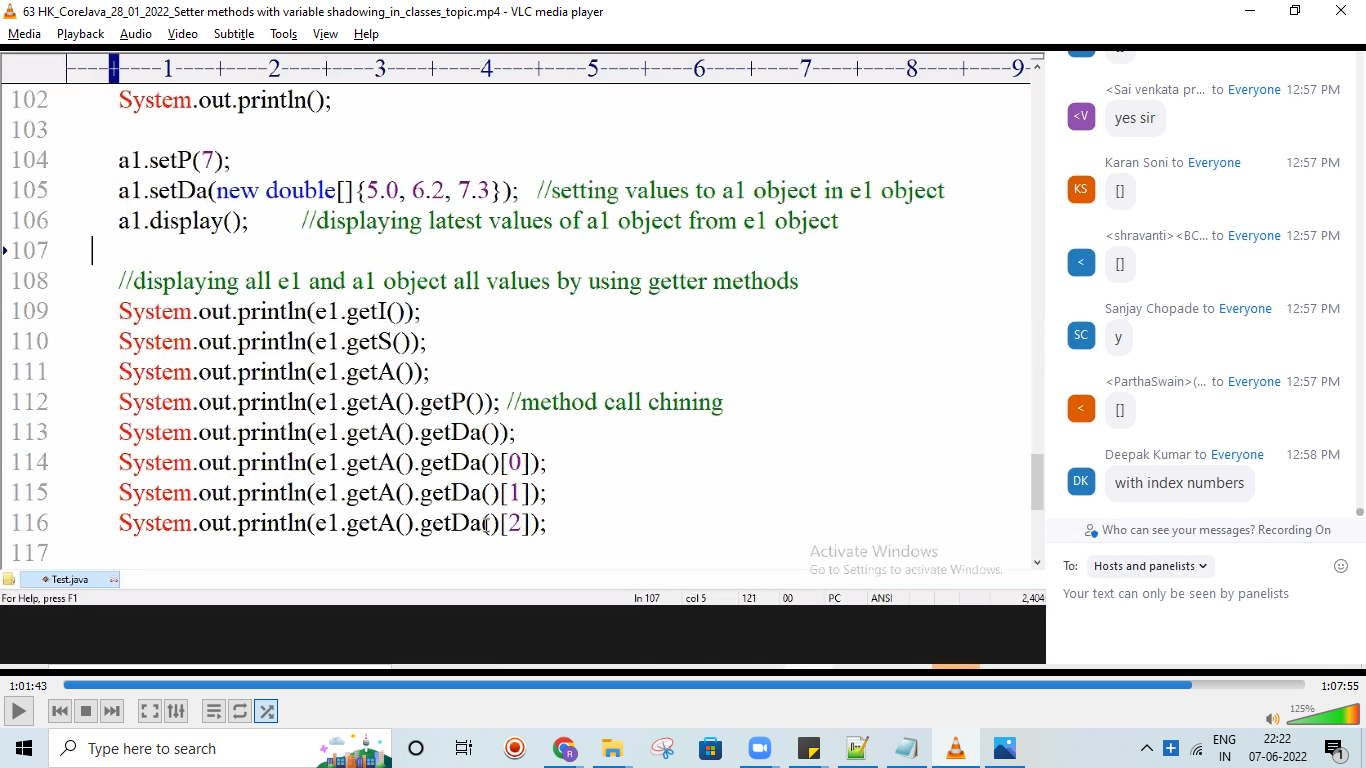 63 HK_CoreJava_28_01_2022_Setter methods with variable shadowing_in_classes_topic.mp4 - VLC media player
Media Playback Audio Video Subtitle Tools View Help
1 2 3 4 5 6 7 8 9
102 System.out.println();
103
104 a1.setP(7);
105 a1.setDa(new double[]{5.0, 6.2, 7.3}); //setting values to a1 object in e1 object
106 a1.display(); //displaying latest values of a1 object from e1 object
107
108 //displaying all e1 and a1 object all values by using getter methods
109 System.out.println(e1.getI());
110 System.out.println(e1.getS());
111 System.out.println(e1.getA());
112 System.out.println(e1.getA().getP()); //method call chining
113 System.out.println(e1.getA().getDa());
114 System.out.println(e1.getA().getDa()[0]);
115 System.out.println(e1.getA().getDa()[1]);
116 System.out.println(e1.getA().getDa()[2]);
117
Activate Windows
Go to Settings to activate Windows.
Test.java
For Help, press F1 ln 107 col 5 121 00 PC ANSI 2,404
<Sai venkata pr... to Everyone 12:57 PM
<V yes sir
Karan Soni to Everyone 12:57 PM
KS []
<shravanti> <BC... to Everyone 12:57 PM
< []
Sanjay Chopade to Everyone 12:57 PM
SC y
<ParthaSwain>(... to Everyone 12:57 PM
< []
Deepak Kumar to Everyone 12:58 PM
DK with index numbers
Who can see your messages? Recording On
To: Hosts and panelists
Your text can only be seen by panelists
1:01:43 1:07:55
125%
Type here to search
ENG
IN
22:22
07-06-2022
1